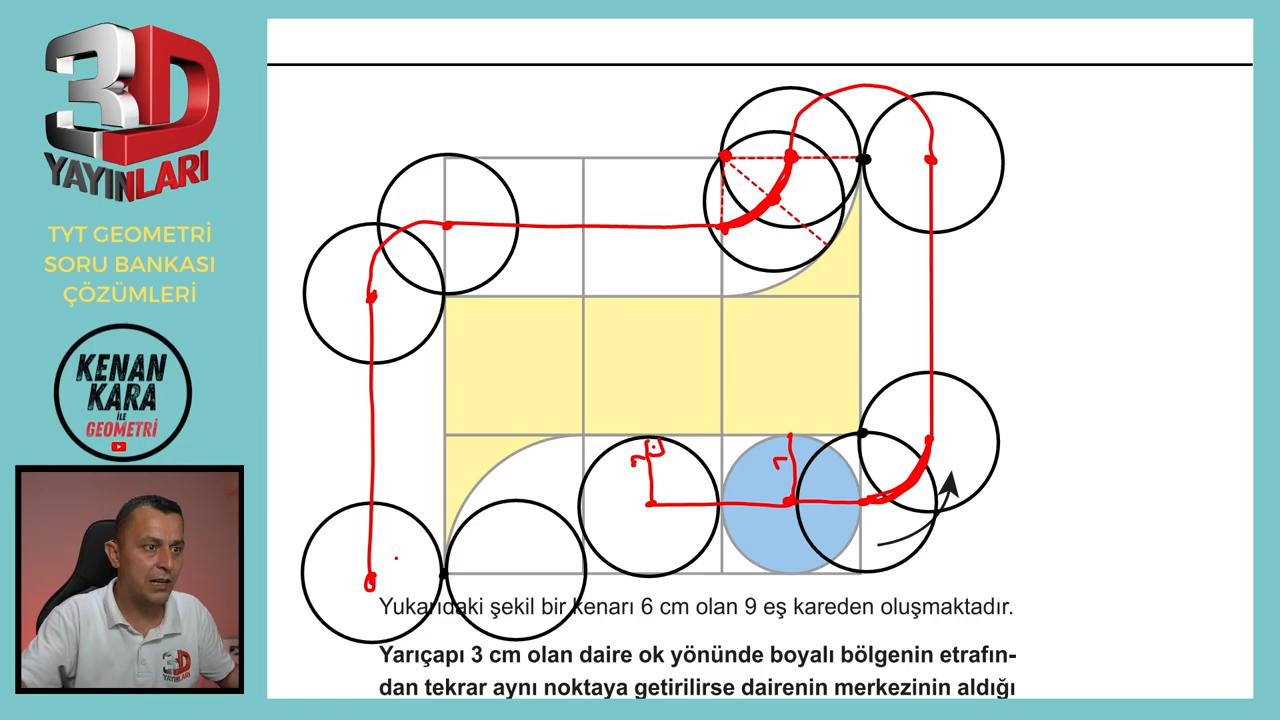 3D
YAYINLARI
TYT GEOMETRİ
SORU BANKASI
ÇÖZÜMLERİ
KENAN
KARA
İLE
GEOMETRİ
3D
YAYINLARI
Yukarıdaki şekil bir kenarı 6 cm olan 9 eş kareden oluşmaktadır.
Yarıçapı 3 cm olan daire ok yönünde boyalı bölgenin etrafın-
dan tekrar aynı noktaya getirilirse dairenin merkezinin aldığı